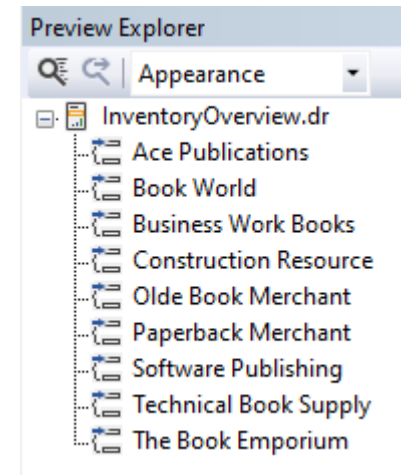 Preview Explorer
Appearance
InventoryOverview.dr
Ace Publications
Book World
Business Work Books
Construction Resource
Olde Book Merchant
Paperback Merchant
Software Publishing
Technical Book Supply
The Book Emporium